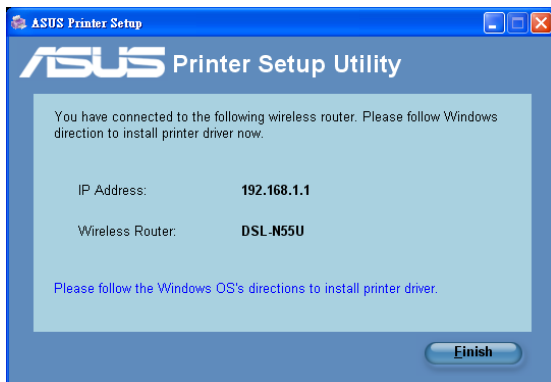 ASUS Printer Setup
ASUS Printer Setup Utility
You have connected to the following wireless router. Please follow Windows
direction to install printer driver now.
IP Address: 192.168.1.1
Wireless Router: DSL-N55U
Please follow the Windows OS's directions to install printer driver.
Finish